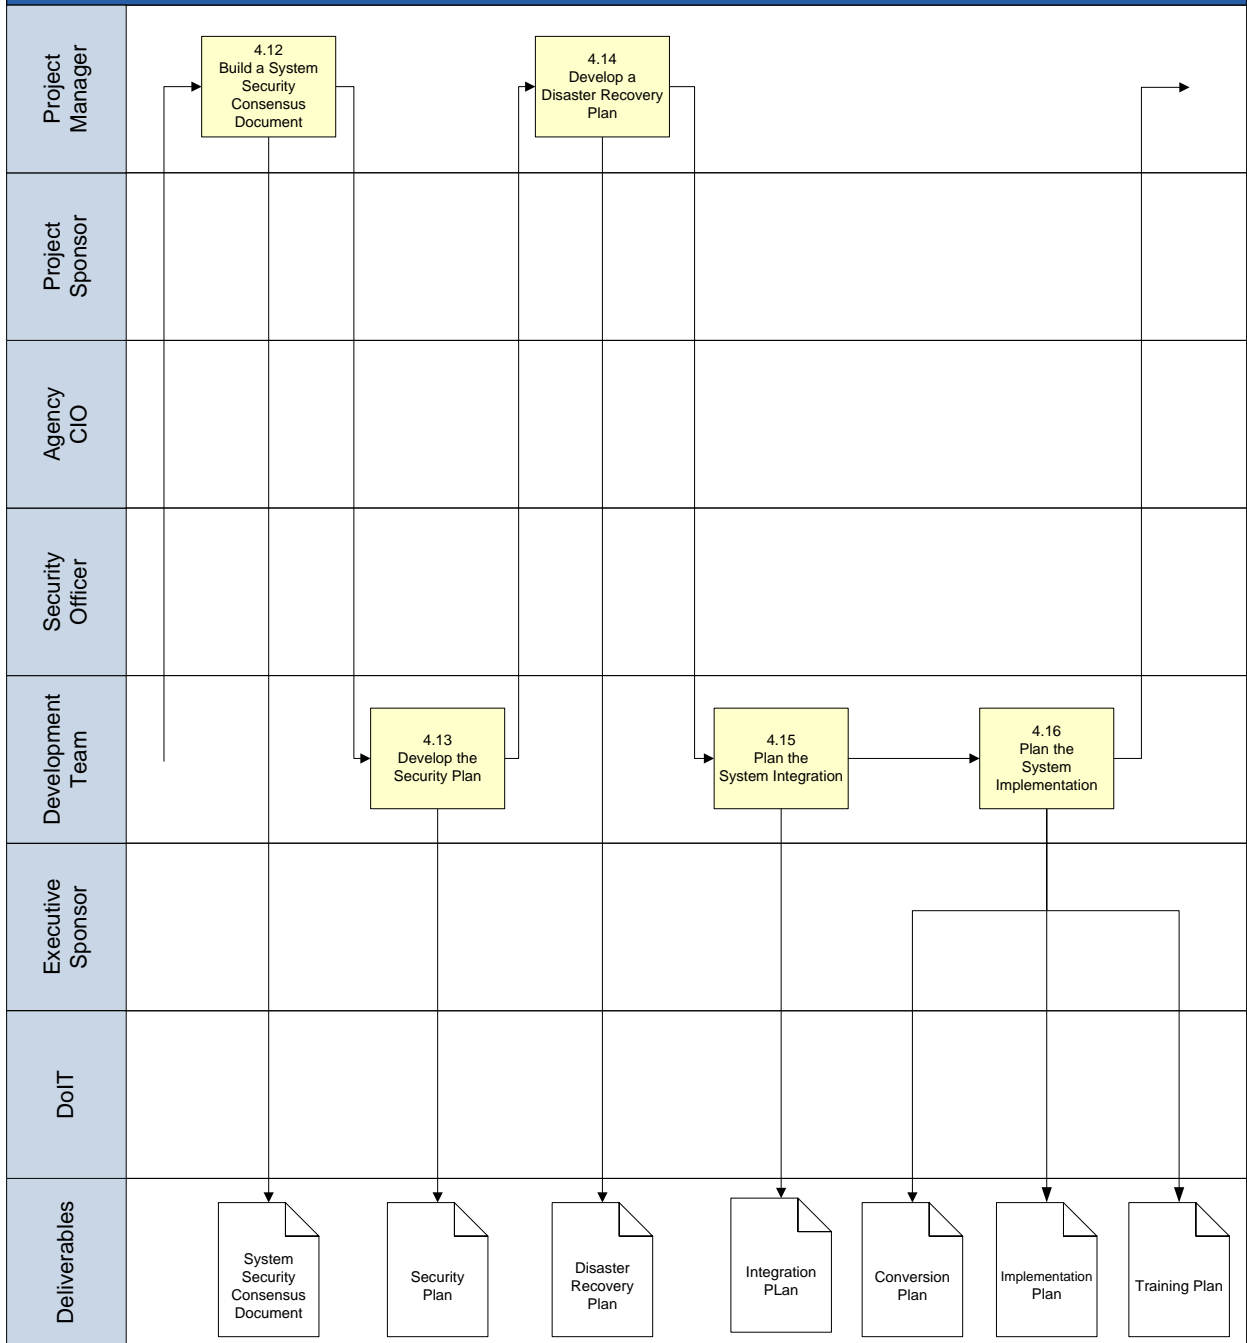 Project
Manager
4.12
Build a System
Security
Consensus
Document
4.14
Develop a
Disaster Recovery
Plan
Project
Sponsor
Agency
CIO
Security
Officer
Development
Team
4.13
Develop the
Security Plan
4.15
Plan the
System Integration
4.16
Plan the
System
Implementation
Executive
Sponsor
DoIT
Deliverables
System
Security
Consensus
Document
Security
Plan
Disaster
Recovery
Plan
Integration
PLan
Conversion
Plan
Implementation
Plan
Training Plan